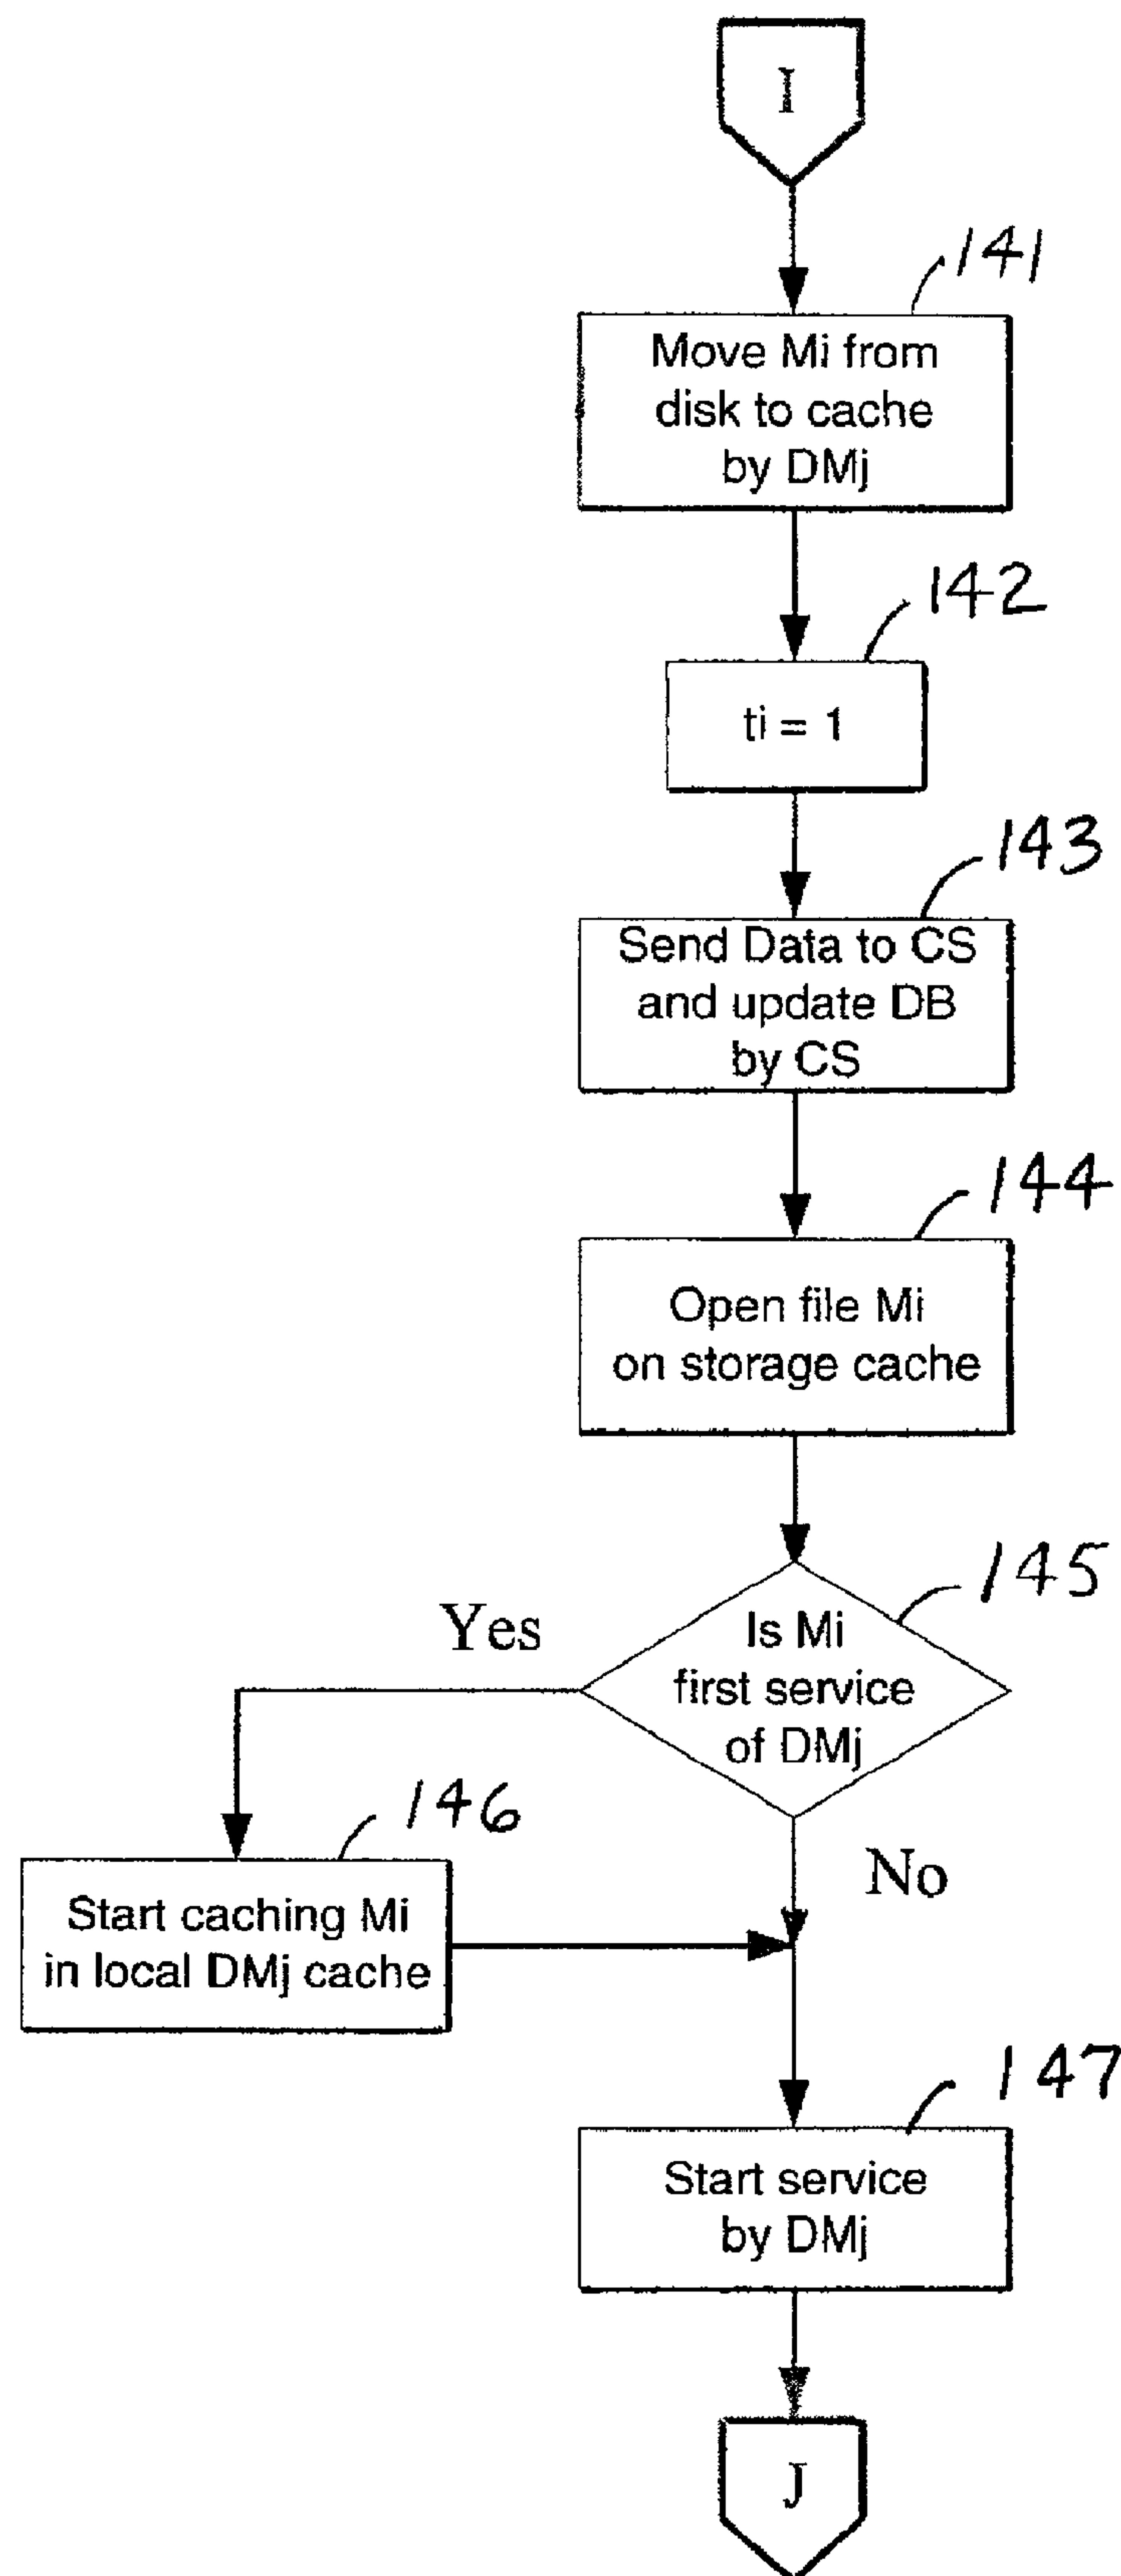 I
141
Move Mi from
disk to cache
by DMj
142
ti = 1
143
Send Data to CS
and update DB
by CS
144
Open file Mi
on storage cache
145
Yes
Is Mi
first service
of DMj
146
No
Start caching Mi
in local DMj cache
147
Start service
by DMj
J